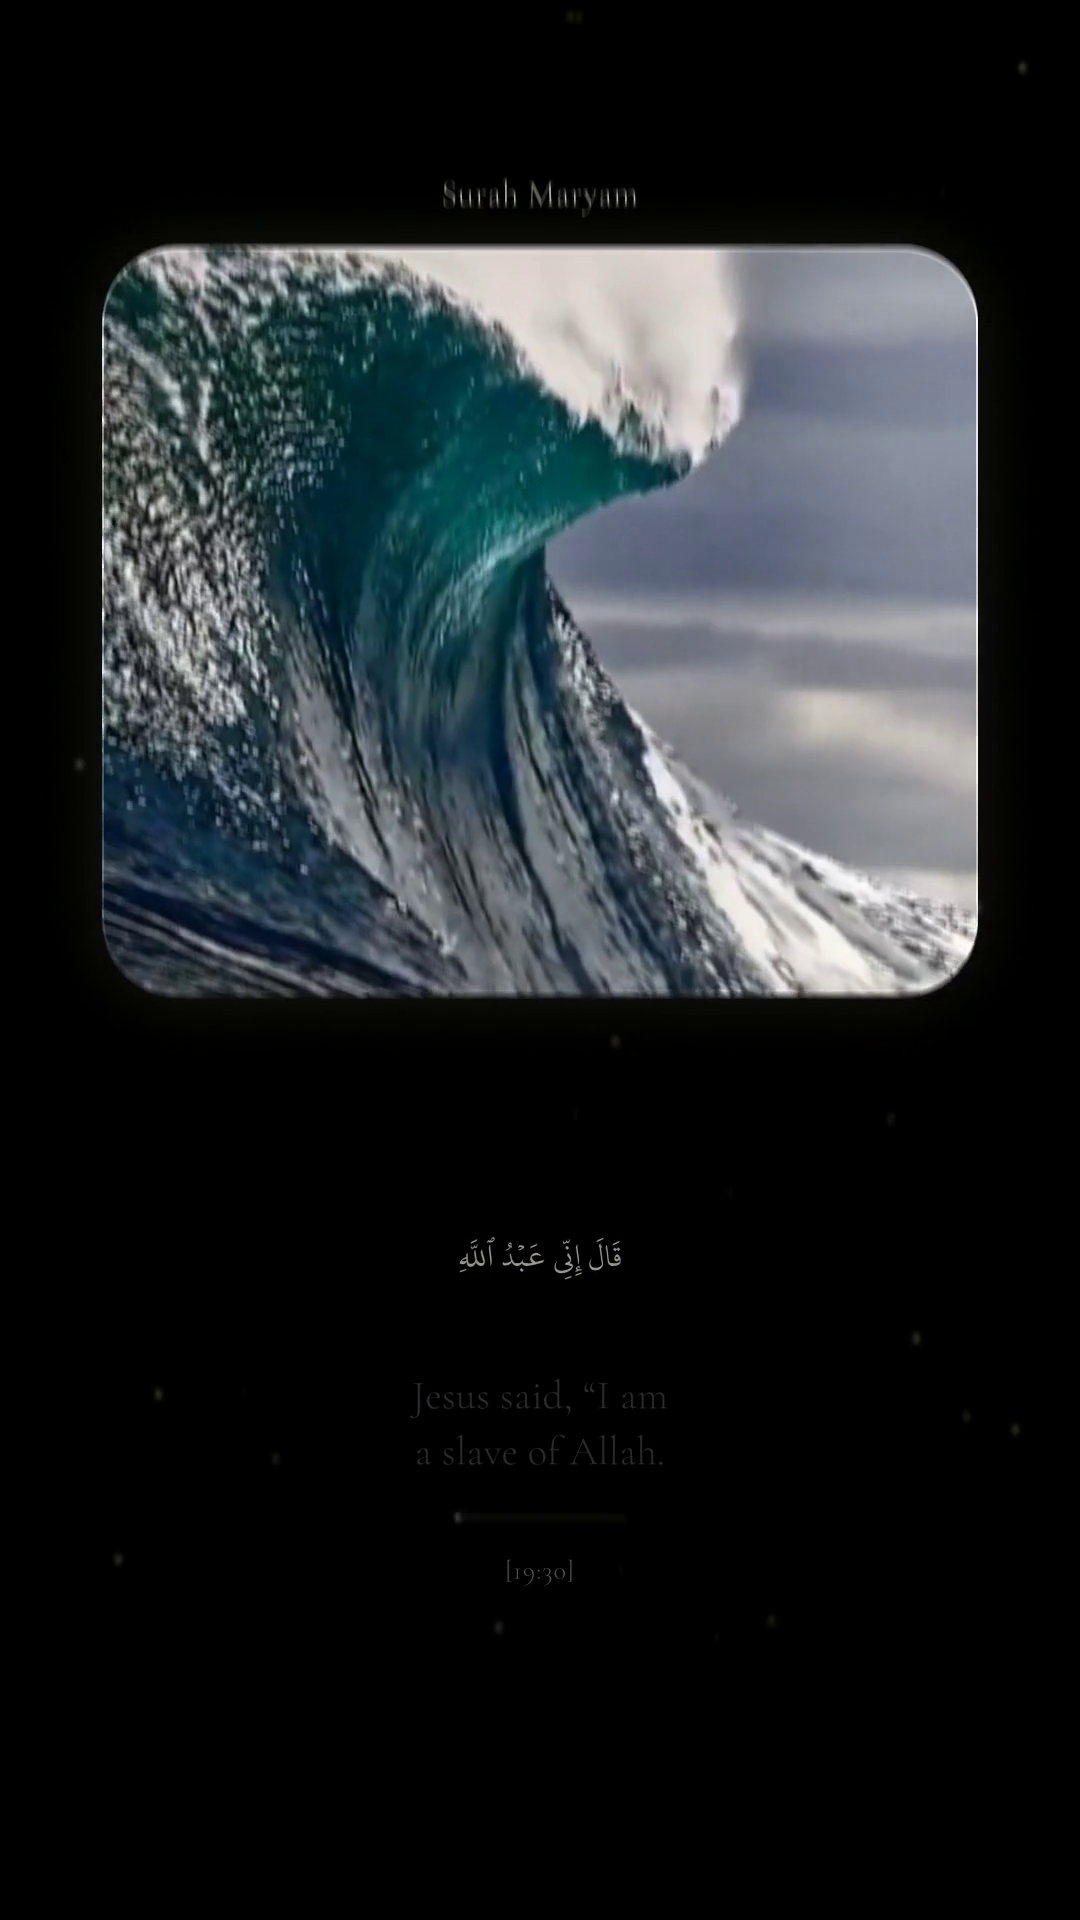 Surah Maryam
قَالَ إِنِّى عَبْدُ ٱللَّهِ
Jesus said, “I am
a slave of Allah.
[19:30]